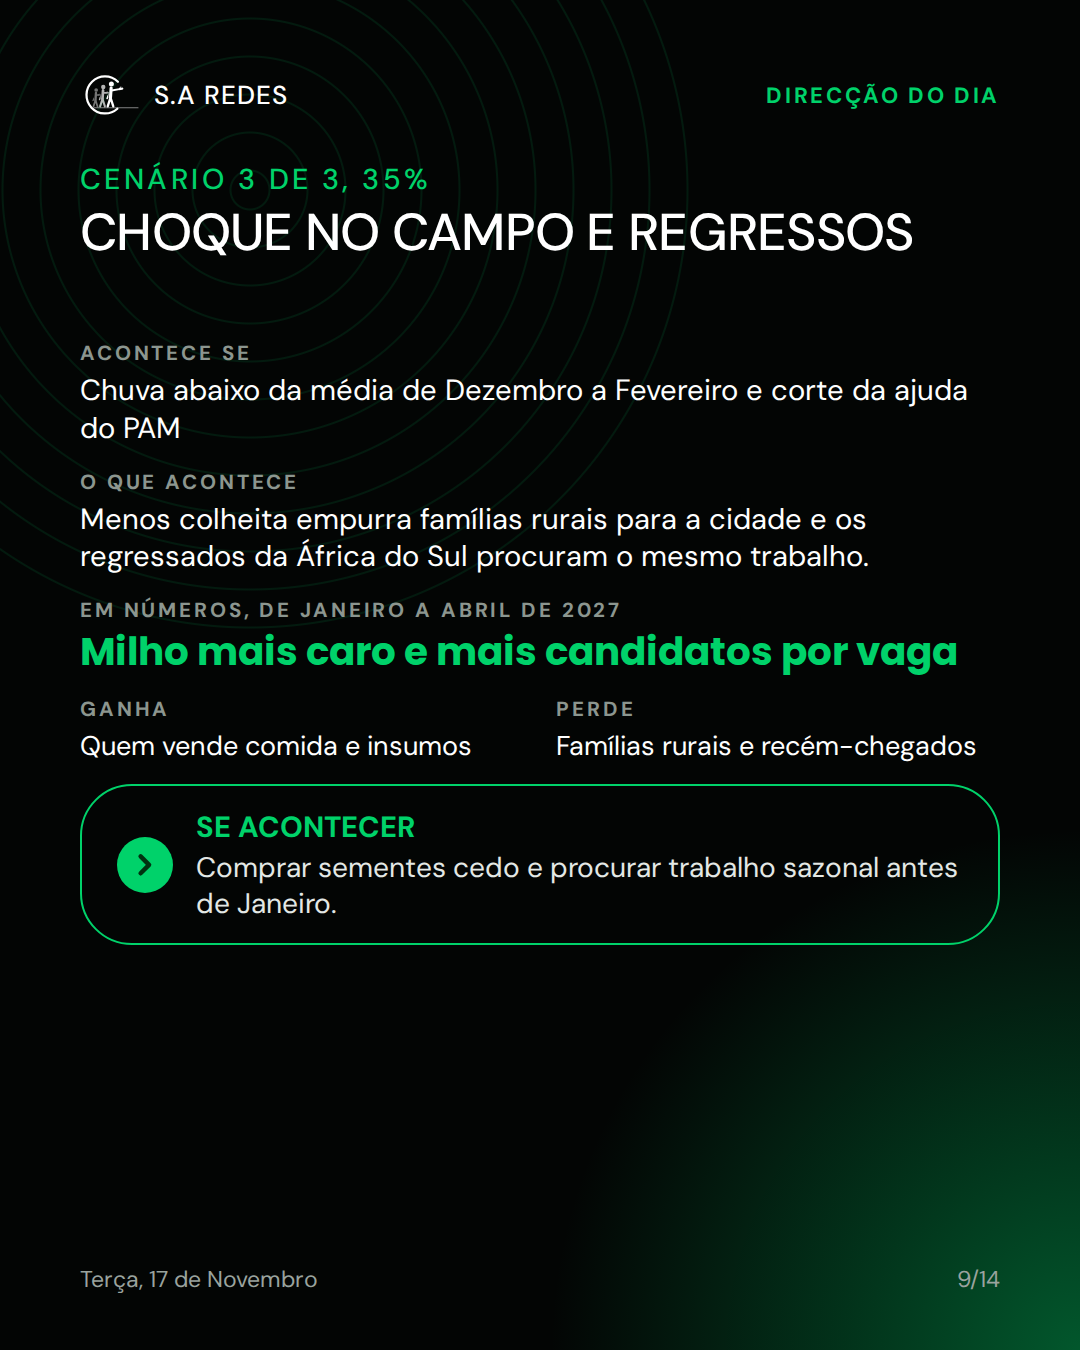 S.A REDES
DIRECÇÃO DO DIA
CENÁRIO 3 DE 3, 35%
CHOQUE NO CAMPO E REGRESSOS
ACONTECE SE
Chuva abaixo da média de Dezembro a Fevereiro e corte da ajuda
do PAM
O QUE ACONTECE
Menos colheita empurra famílias rurais para a cidade e os
regressados da África do Sul procuram o mesmo trabalho.
EM NÚMEROS, DE JANEIRO A ABRIL DE 2027
Milho mais caro e mais candidatos por vaga
GANHA
Quem vende comida e insumos
PERDE
Famílias rurais e recém-chegados
SE ACONTECER
Comprar sementes cedo e procurar trabalho sazonal antes
de Janeiro.
Terça, 17 de Novembro
9/14